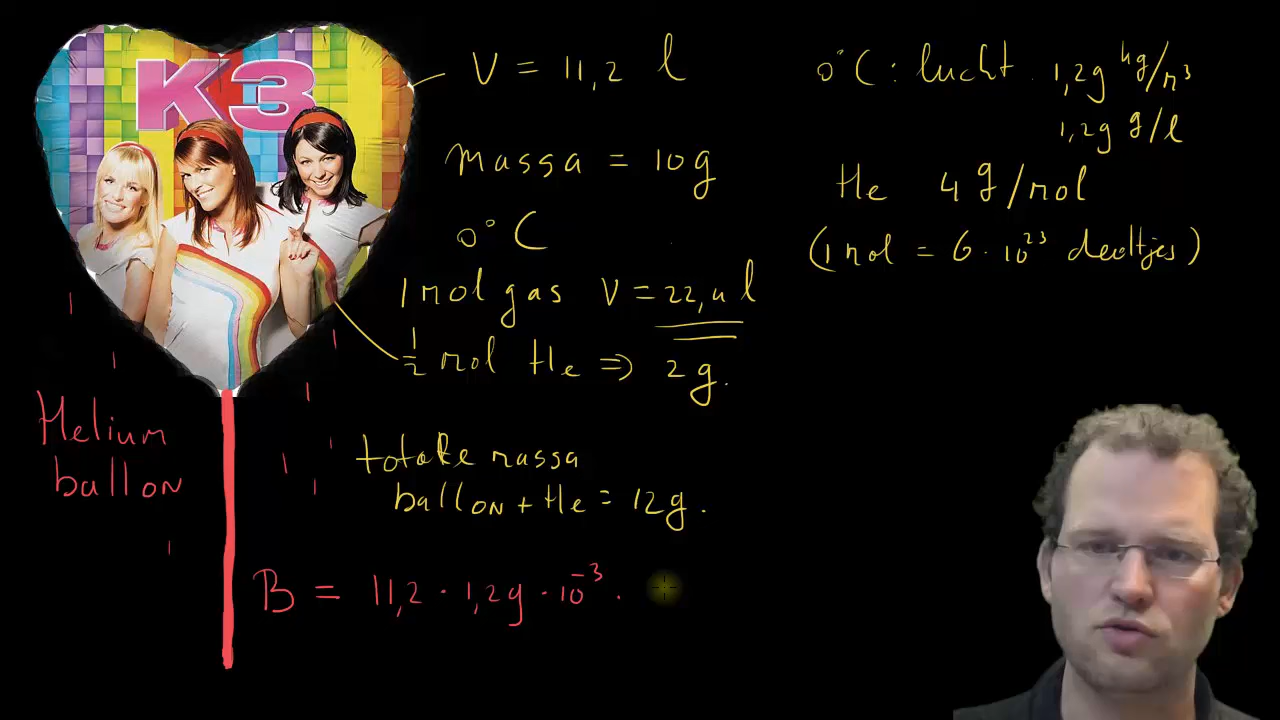 K3
V = 11,2 l
massa = 10g
0°C
1 mol gas V = 22,4 l
½ mol He ⇒ 2g.
totale massa
ballon + He = 12g.
Helium
ballon
B = 11,2 · 1,29 · 10⁻³ ·
0°C : lucht 1,29 kg/m³
1,29 g/l
He 4 g/mol
(1 mol = 6 · 10²³ deeltjes)